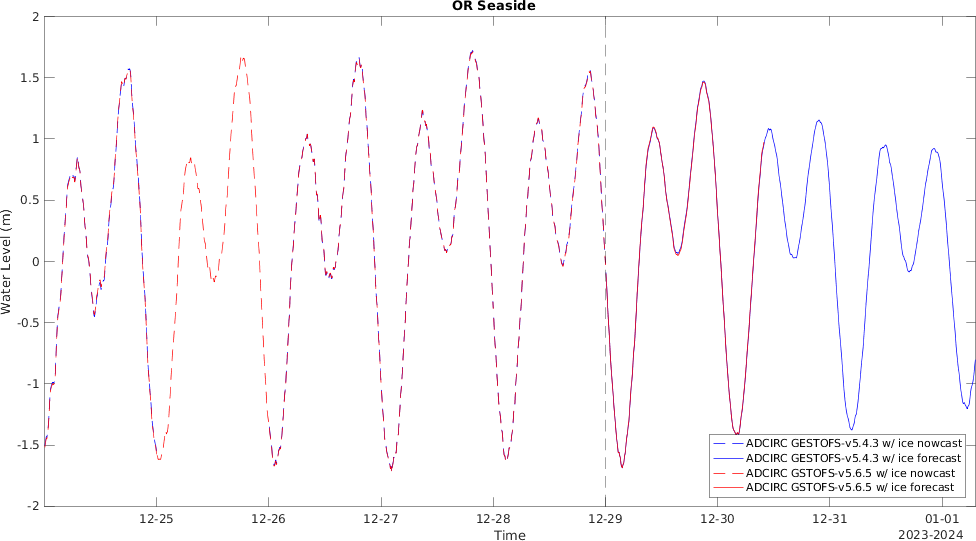 OR Seaside
2
1.5
1
0.5
0
-0.5
-1
-1.5
-2
Water Level (m)
12-25
12-26
12-27
12-28
12-29
12-30
12-31
01-01
Time
2023-2024
ADCIRC GESTOFS-v5.4.3 w/ ice nowcast
ADCIRC GESTOFS-v5.4.3 w/ ice forecast
ADCIRC GSTOFS-v5.6.5 w/ ice nowcast
ADCIRC GSTOFS-v5.6.5 w/ ice forecast